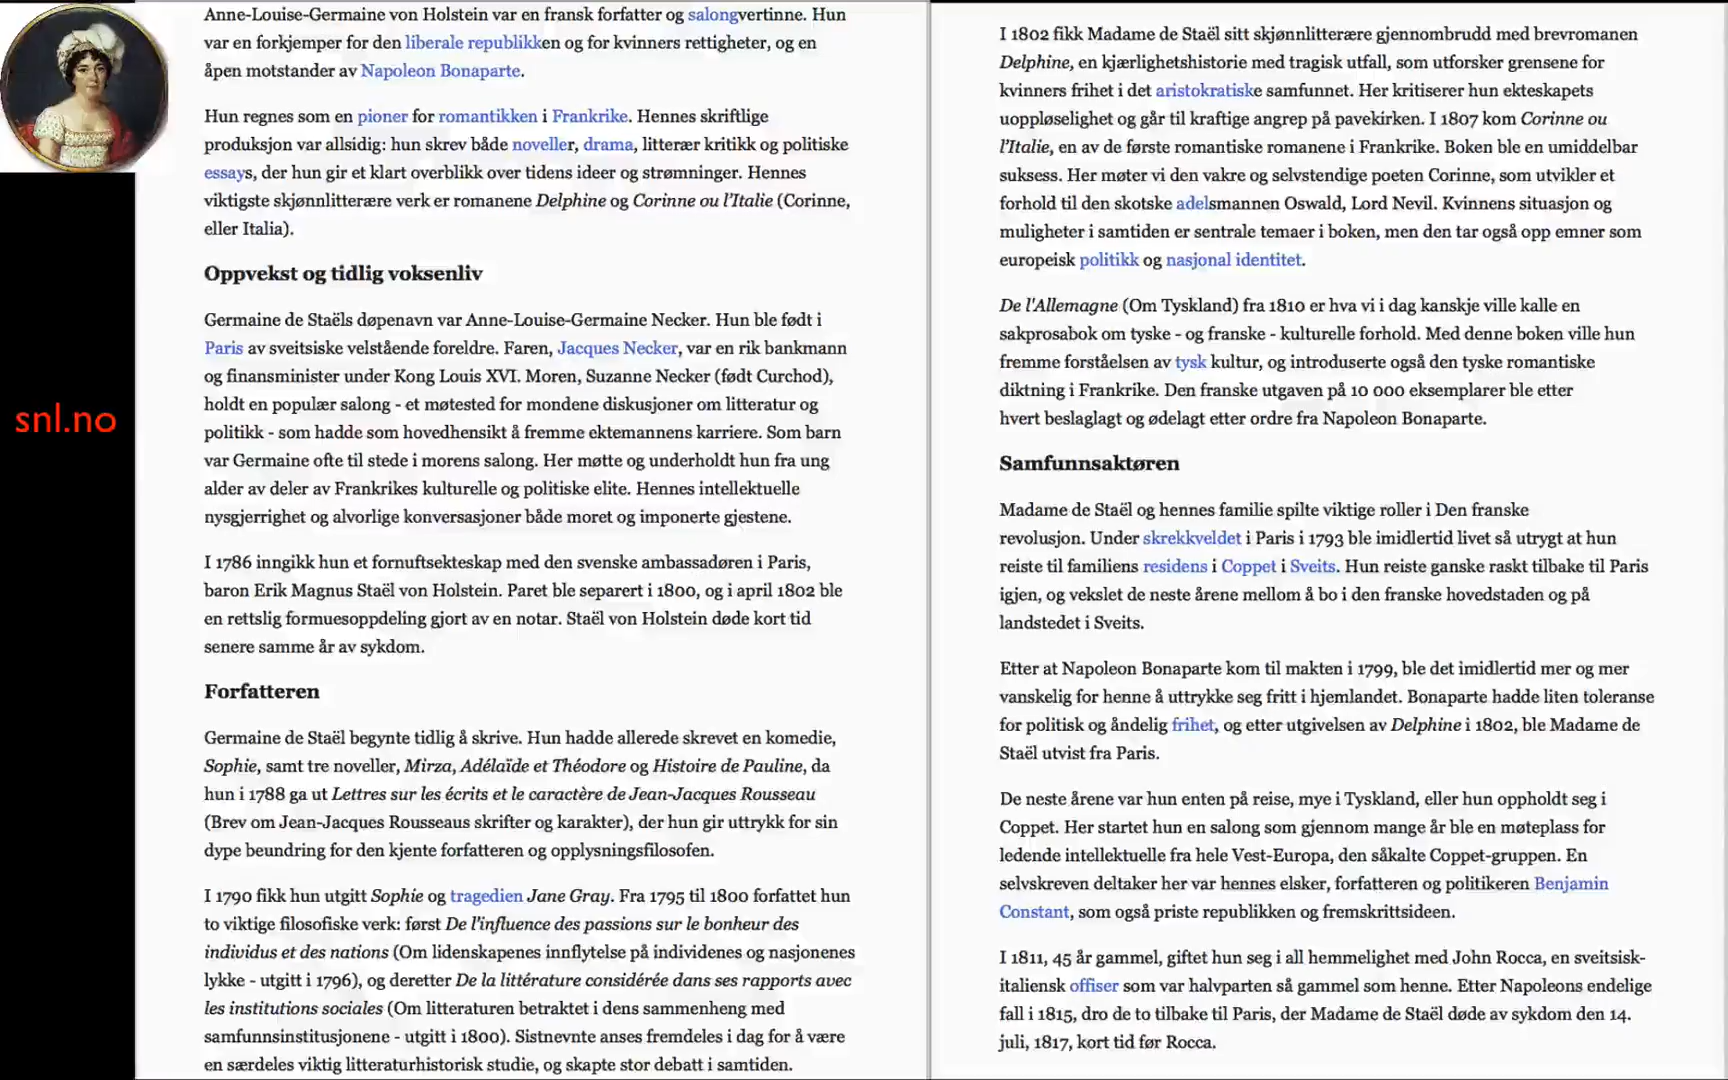 snl.no
Anne-Louise-Germaine von Holstein var en fransk forfatter og salongvertinne. Hun
var en forkjemper for den liberale republikken og for kvinners rettigheter, og en
åpen motstander av Napoleon Bonaparte.
Hun regnes som en pioner for romantikken i Frankrike. Hennes skriftlige
produksjon var allsidig: hun skrev både noveller, drama, litterær kritikk og politiske
essays, der hun gir et klart overblikk over tidens ideer og strømninger. Hennes
viktigste skjønnlitterære verk er romanene Delphine og Corinne ou l'Italie (Corinne,
eller Italia).
Oppvekst og tidlig voksenliv
Germaine de Staëls døpenavn var Anne-Louise-Germaine Necker. Hun ble født i
Paris av sveitsiske velstående foreldre. Faren, Jacques Necker, var en rik bankmann
og finansminister under Kong Louis XVI. Moren, Suzanne Necker (født Curchod),
holdt en populær salong - et møtested for mondene diskusjoner om litteratur og
politikk - som hadde som hovedhensikt å fremme ektemannens karriere. Som barn
var Germaine ofte til stede i morens salong. Her møtte og underholdt hun fra ung
alder av deler av Frankrikes kulturelle og politiske elite. Hennes intellektuelle
nysgjerrighet og alvorlige konversasjoner både moret og imponerte gjestene.
I 1786 inngikk hun et fornuftsekteskap med den svenske ambassadøren i Paris,
baron Erik Magnus Staël von Holstein. Paret ble separert i 1800, og i april 1802 ble
en rettslig formuesoppdeling gjort av en notar. Staël von Holstein døde kort tid
senere samme år av sykdom.
Forfatteren
Germaine de Staël begynte tidlig å skrive. Hun hadde allerede skrevet en komedie,
Sophie, samt tre noveller, Mirza, Adélaïde et Théodore og Histoire de Pauline, da
hun i 1788 ga ut Lettres sur les écrits et le caractère de Jean-Jacques Rousseau
(Brev om Jean-Jacques Rousseaus skrifter og karakter), der hun gir uttrykk for sin
dype beundring for den kjente forfatteren og opplysningsfilosofen.
I 1790 fikk hun utgitt Sophie og tragedien Jane Gray. Fra 1795 til 1800 forfattet hun
to viktige filosofiske verk: først De l'influence des passions sur le bonheur des
individus et des nations (Om lidenskapenes innflytelse på individenes og nasjonenes
lykke - utgitt i 1796), og deretter De la littérature considérée dans ses rapports avec
les institutions sociales (Om litteraturen betraktet i dens sammenheng med
samfunnsinstitusjonene - utgitt i 1800). Sistnevnte anses fremdeles i dag for å være
en særdeles viktig litteraturhistorisk studie, og skapte stor debatt i samtiden.
I 1802 fikk Madame de Staël sitt skjønnlitterære gjennombrudd med brevromanen
Delphine, en kjærlighetshistorie med tragisk utfall, som utforsker grensene for
kvinners frihet i det aristokratiske samfunnet. Her kritiserer hun ekteskapets
uoppløselighet og går til kraftige angrep på pavekirken. I 1807 kom Corinne ou
l'Italie, en av de første romantiske romanene i Frankrike. Boken ble en umiddelbar
suksess. Her møter vi den vakre og selvstendige poeten Corinne, som utvikler et
forhold til den skotske adelsmannen Oswald, Lord Nevil. Kvinnens situasjon og
muligheter i samtiden er sentrale temaer i boken, men den tar også opp emner som
europeisk politikk og nasjonal identitet.
De l'Allemagne (Om Tyskland) fra 1810 er hva vi i dag kanskje ville kalle en
sakprosabok om tyske - og franske - kulturelle forhold. Med denne boken ville hun
fremme forståelsen av tysk kultur, og introduserte også den tyske romantiske
diktning i Frankrike. Den franske utgaven på 10 000 eksemplarer ble etter
hvert beslaglagt og ødelagt etter ordre fra Napoleon Bonaparte.
Samfunnsaktøren
Madame de Staël og hennes familie spilte viktige roller i Den franske
revolusjon. Under skrekkveldet i Paris i 1793 ble imidlertid livet så utrygt at hun
reiste til familiens residens i Coppet i Sveits. Hun reiste ganske raskt tilbake til Paris
igjen, og vekslet de neste årene mellom å bo i den franske hovedstaden og på
landstedet i Sveits.
Etter at Napoleon Bonaparte kom til makten i 1799, ble det imidlertid mer og mer
vanskelig for henne å uttrykke seg fritt i hjemlandet. Bonaparte hadde liten toleranse
for politisk og åndelig frihet, og etter utgivelsen av Delphine i 1802, ble Madame de
Staël utvist fra Paris.
De neste årene var hun enten på reise, mye i Tyskland, eller hun oppholdt seg i
Coppet. Her startet hun en salong som gjennom mange år ble en møteplass for
ledende intellektuelle fra hele Vest-Europa, den såkalte Coppet-gruppen. En
selvskreven deltaker her var hennes elsker, forfatteren og politikeren Benjamin
Constant, som også priste republikken og fremskrittsideen.
I 1811, 45 år gammel, giftet hun seg i all hemmelighet med John Rocca, en sveitsisk-
italiensk offiser som var halvparten så gammel som henne. Etter Napoleons endelige
fall i 1815, dro de to tilbake til Paris, der Madame de Staël døde av sykdom den 14.
juli, 1817, kort tid før Rocca.